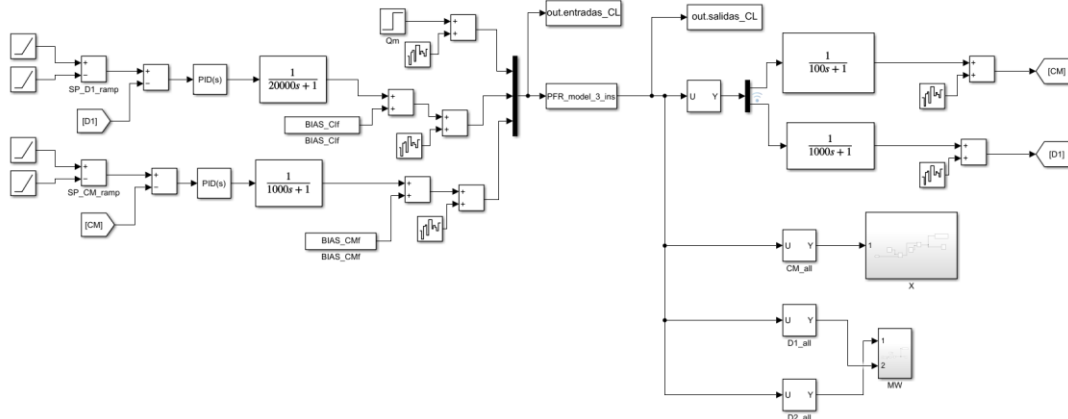 out.entradas_CL
out.salidas_CL
Qm
SP_D1_ramp
PID(s)
1
20000s + 1
[D1]
BIAS_CIf
BIAS_CIf
SP_CM_ramp
PID(s)
1
1000s + 1
[CM]
BIAS_CMf
BIAS_CMf
PFR_model_3_ins
U Y
1
100s + 1
[CM]
1
1000s + 1
[D1]
U Y
CM_all
1
X
U Y
D1_all
1
2
MW
U Y
D2_all